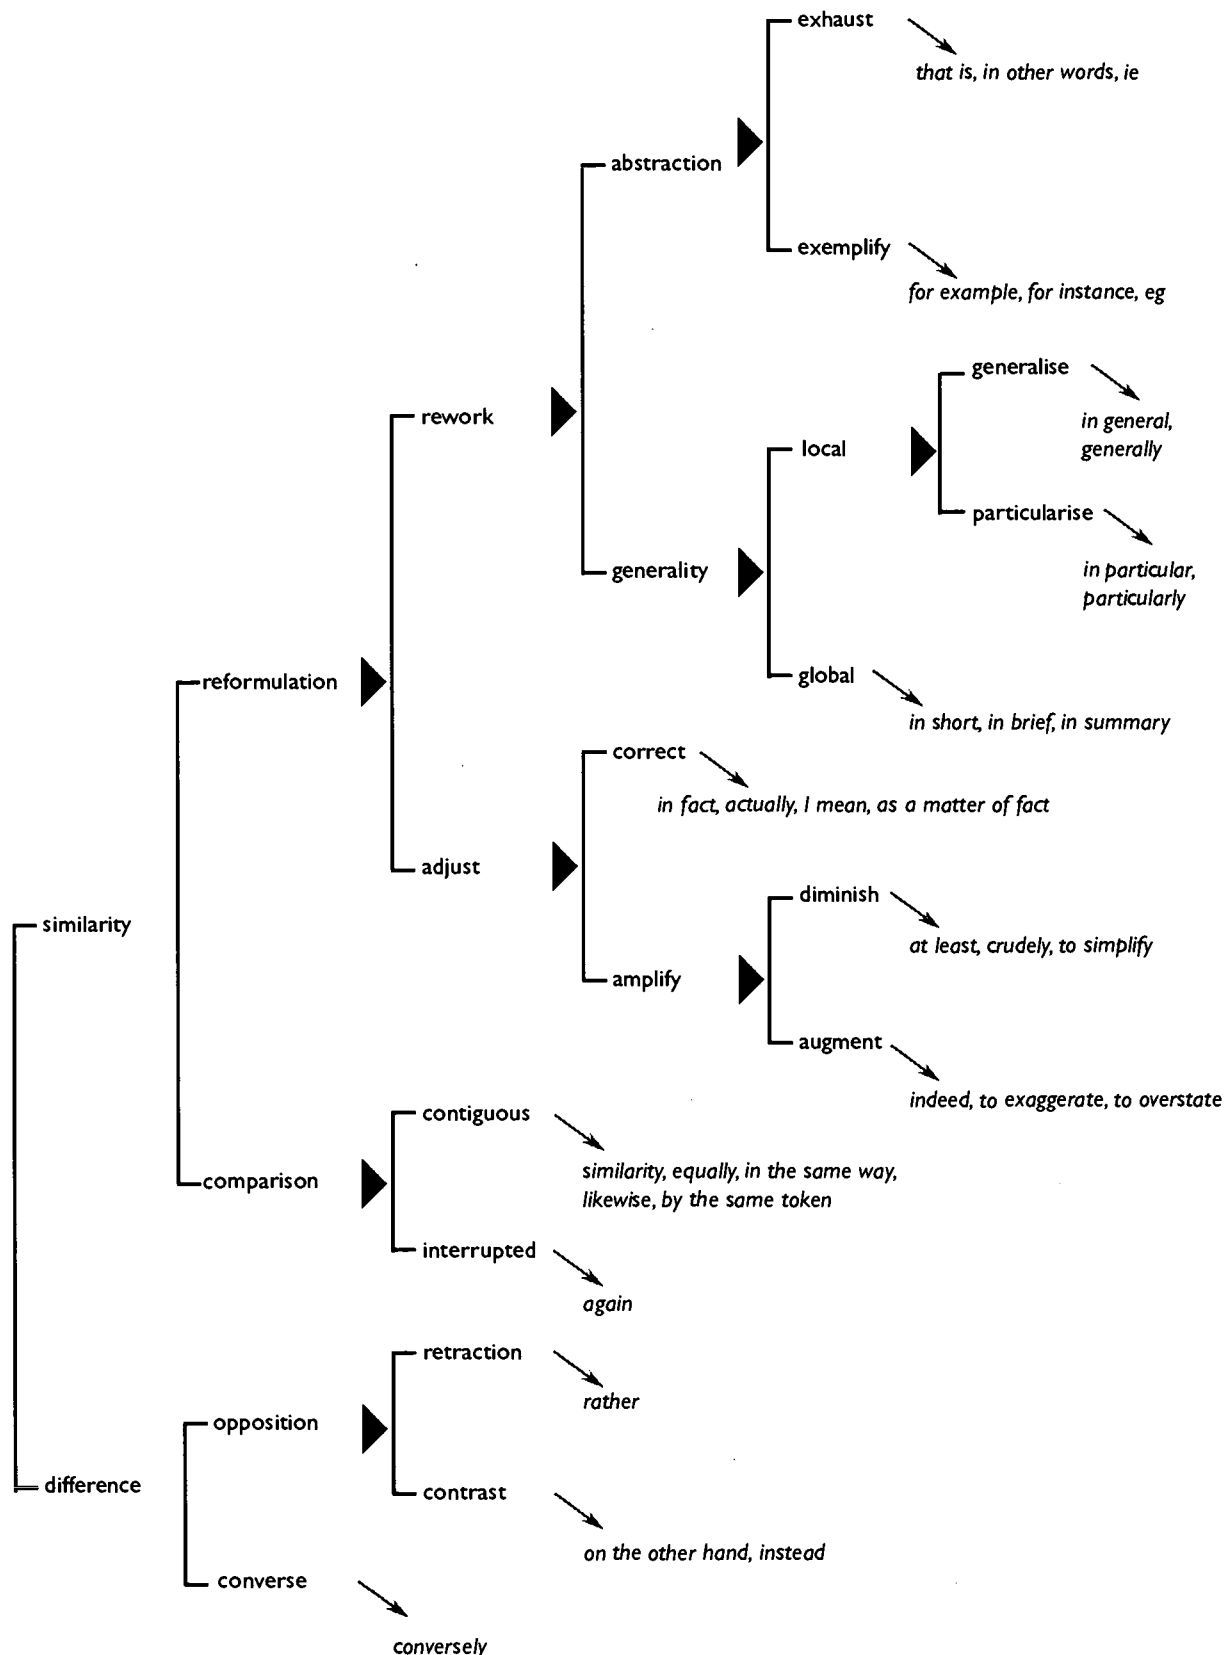 exhaust
that is, in other words, ie
abstraction
exemplify
for example, for instance, eg
generalise
in general,
generally
rework
local
particarise
in particular,
particularly
generality
global
in short, in brief, in summary
reformulation
correct
in fact, actually, I mean, as a matter of fact
adjust
diminish
at least, crudely, to simplify
similarity
amplify
augment
indeed, to exaggerate, to overstate
contiguous
similarity, equally, in the same way,
likewise, by the same token
comparison
interrupted
again
retraction
rather
opposition
difference
contrast
on the other hand, instead
converse
conversely